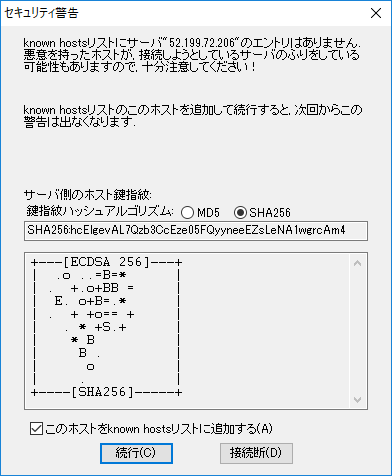 セキュリティ警告
known hostsリストにサーバ"52.199.72.206"のエントリはありません.
悪意を持ったホストが, 接続しようとしているサーバのふりをしている
可能性もありますので, 十分注意してください!
known hostsリストのこのホストを追加して続行すると, 次回からこの
警告は出なくなります.
サーバ側のホスト鍵指紋:
鍵指紋ハッシュアルゴリズム: MD5 SHA256
SHA256:hcElgevAL7Qzb3CcEze05FQyyneeEZsLeNA1wgrcAm4
+---[ECDSA 256]---+
|   .o ..=B=*     |
|  .  +.o+BB =    |
|   E. o+B=.*     |
|  .  + +o== +    |
|    . * +S.+     |
|     * B         |
|      B .        |
|       o         |
|      .          |
+----[SHA256]-----+
このホストをknown hostsリストに追加する(A)
続行(C) 接続断(D)